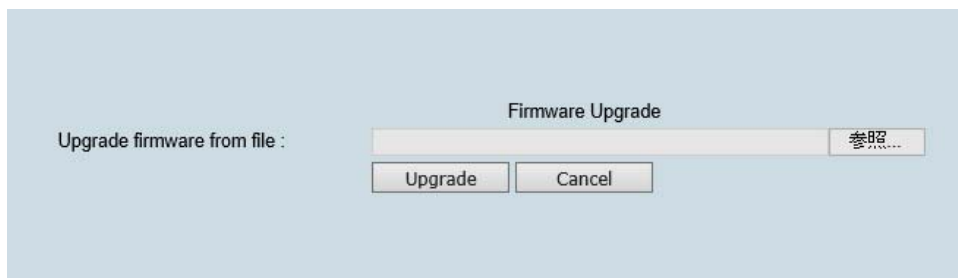 Firmware Upgrade
Upgrade firmware from file :
参照...
Upgrade
Cancel